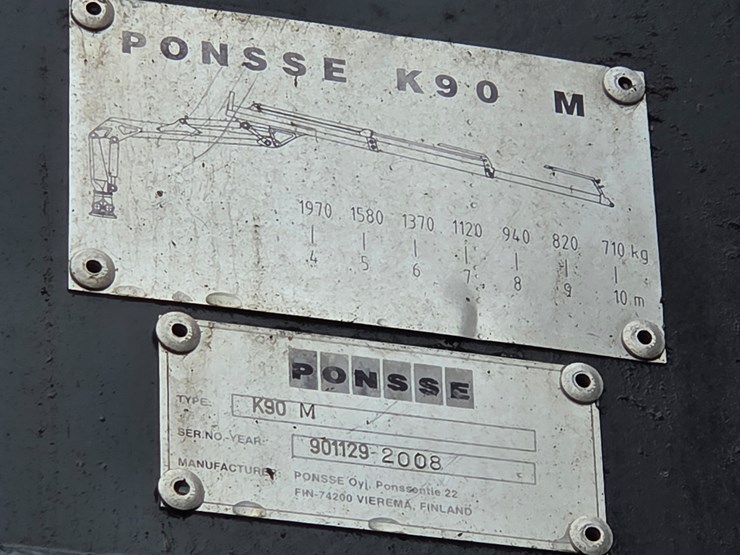 PONSSE K90 M
1970 1580 1370 1120 940 820 710 kg
4 5 6 7 8 9 10 m
PONSSE
TYPE: K90 M
SER.NO.-YEAR: 901129-2008
MANUFACTURER: PONSSE Oyj, Ponssentie 22
FIN-74200 VIEREMÄ, FINLAND